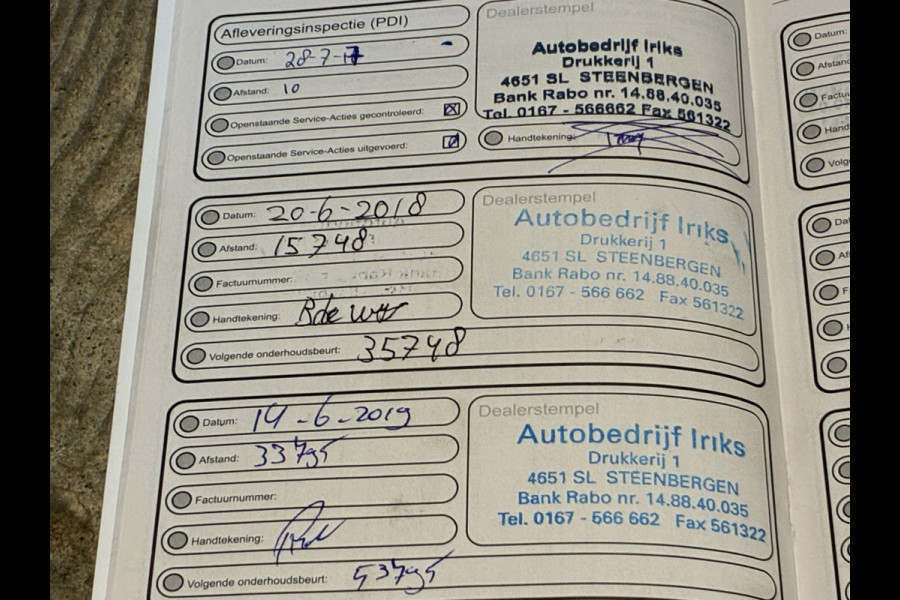 Afleveringsinspectie (PDI)
Datum: 28-7-17
Afstand: 10
Openstaande Service-Acties gecontroleerd:
Openstaande Service-Acties uitgevoerd:
Dealerstempel
Autobedrijf Iriks
Drukkerij 1
4651 SL STEENBERGEN
Bank Rabo nr. 14.88.40.035
Tel. 0167 - 566662 Fax 561322
Handtekening:
Datum: 20-6-2018
Afstand: 15748
Factuurnummer:
Handtekening:
Volgende onderhoudsbeurt: 35748
Dealerstempel
Autobedrijf Iriks
Drukkerij 1
4651 SL STEENBERGEN
Bank Rabo nr. 14.88.40.035
Tel. 0167 - 566 662 Fax 561322
Datum: 14-6-2019
Afstand: 33795
Factuurnummer:
Handtekening:
Volgende onderhoudsbeurt: 53795
Dealerstempel
Autobedrijf Iriks
Drukkerij 1
4651 SL STEENBERGEN
Bank Rabo nr. 14.88.40.035
Tel. 0167 - 566 662 Fax 561322
Datum: